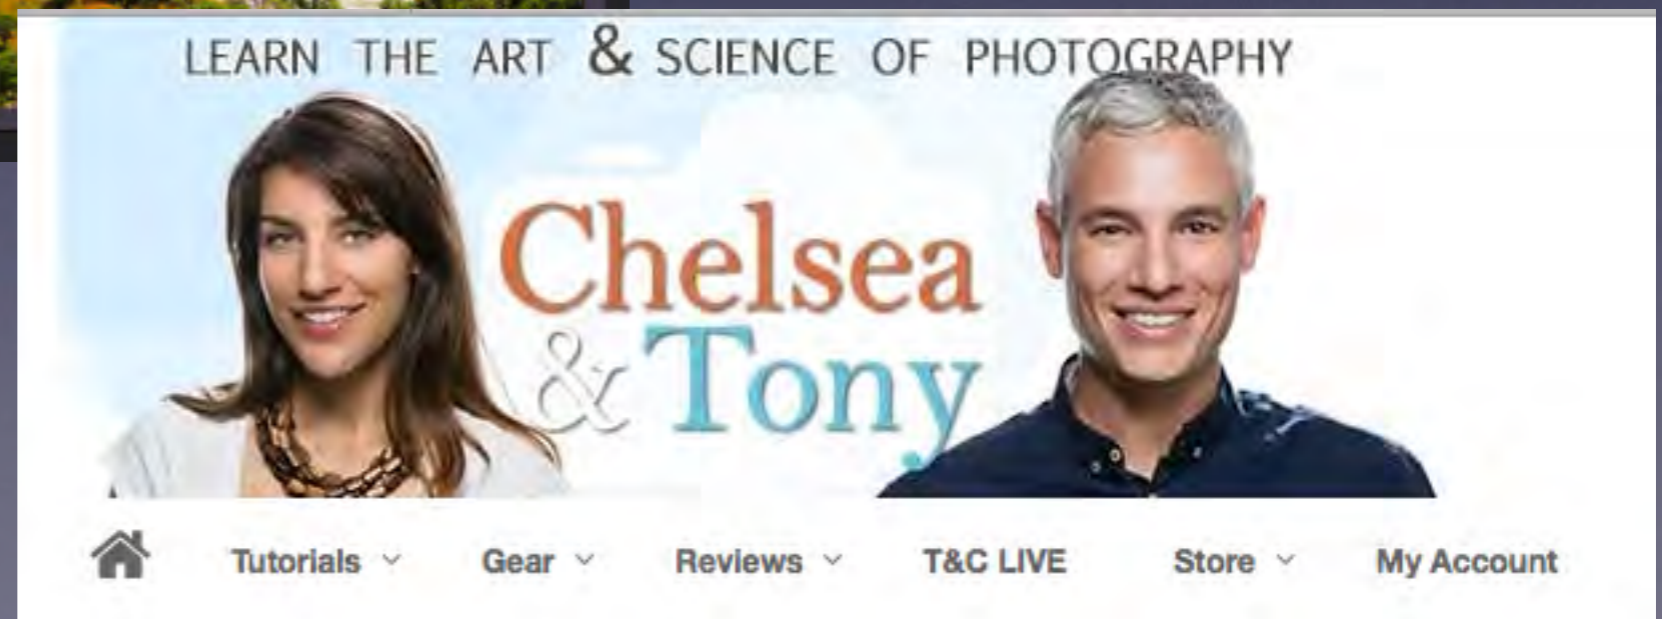 LEARN THE ART & SCIENCE OF PHOTOGRAPHY
Chelsea
& Tony
Tutorials Gear Reviews T&C LIVE Store My Account